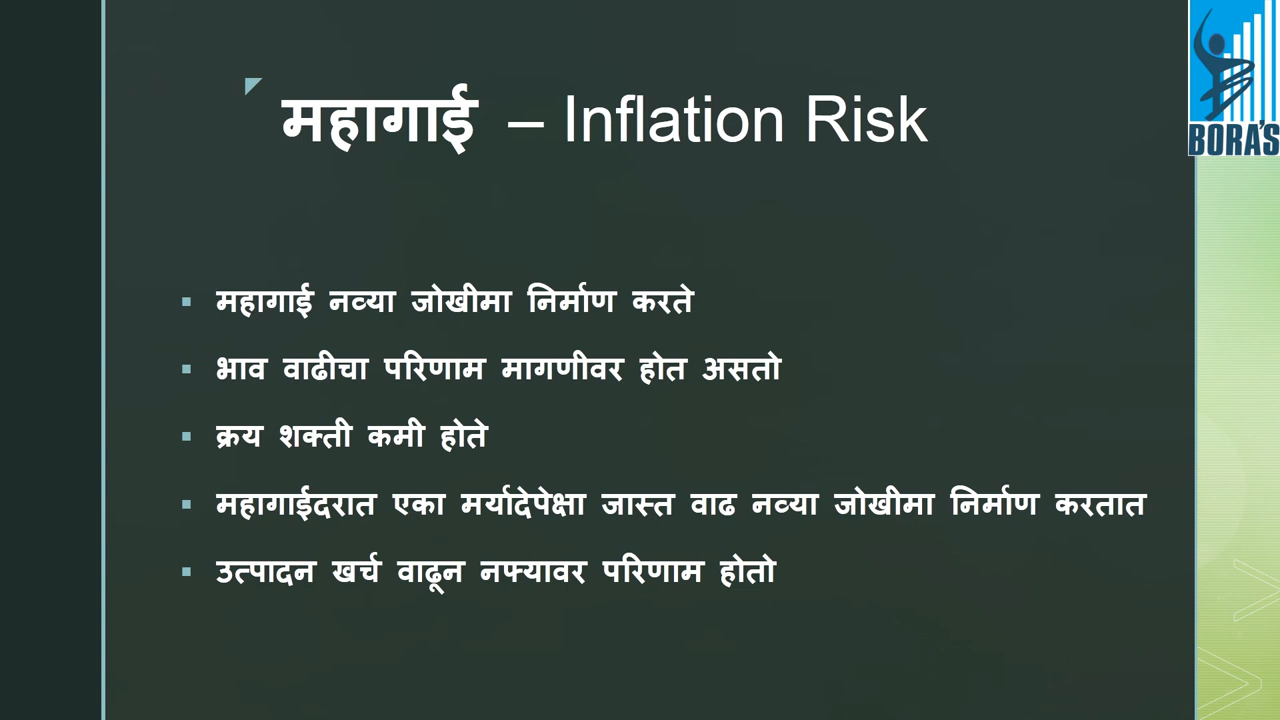 महागाई – Inflation Risk
BORA'S
महागाई नव्या जोखीमा निर्माण करते
भाव वाढीचा परिणाम मागणीवर होत असतो
क्रय शक्ती कमी होते
महागाईदरात एका मर्यादेपेक्षा जास्त वाढ नव्या जोखीमा निर्माण करतात
उत्पादन खर्च वाढून नफ्यावर परिणाम होतो